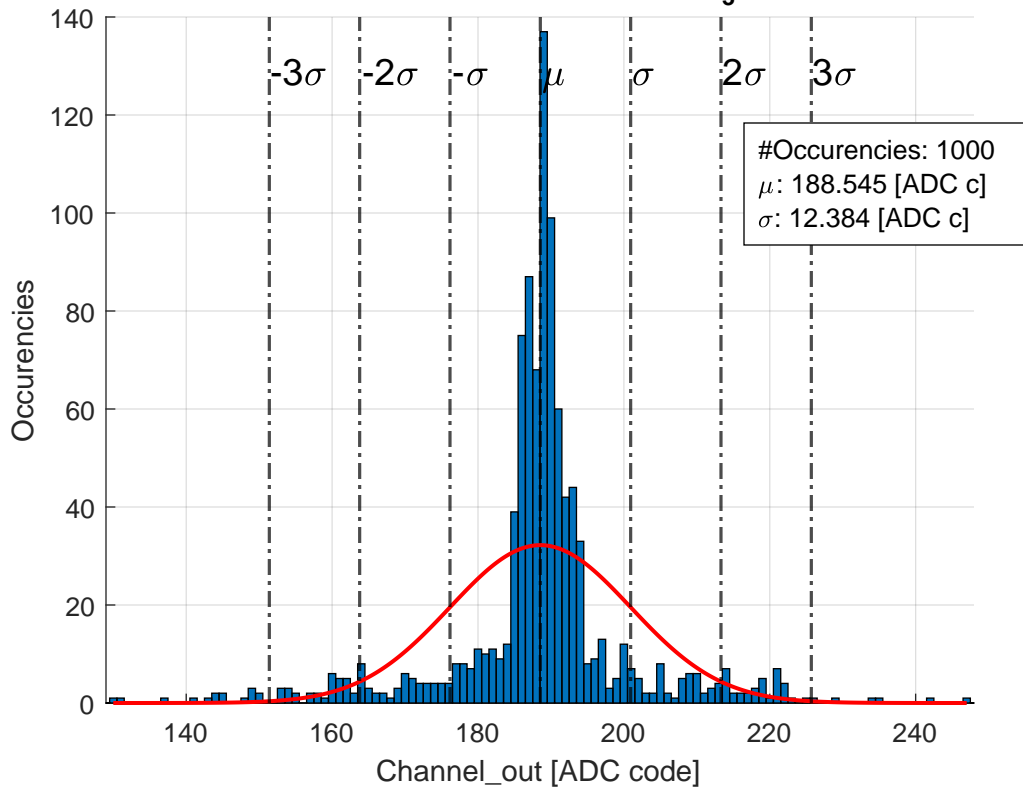 140
120
100
80
60
40
20
0
-3σ
-2σ
-σ
μ
σ
2σ
3σ
#Occurencies: 1000
μ: 188.545 [ADC c]
σ: 12.384 [ADC c]
Occurencies
140
160
180
200
220
240
Channel_out [ADC code]